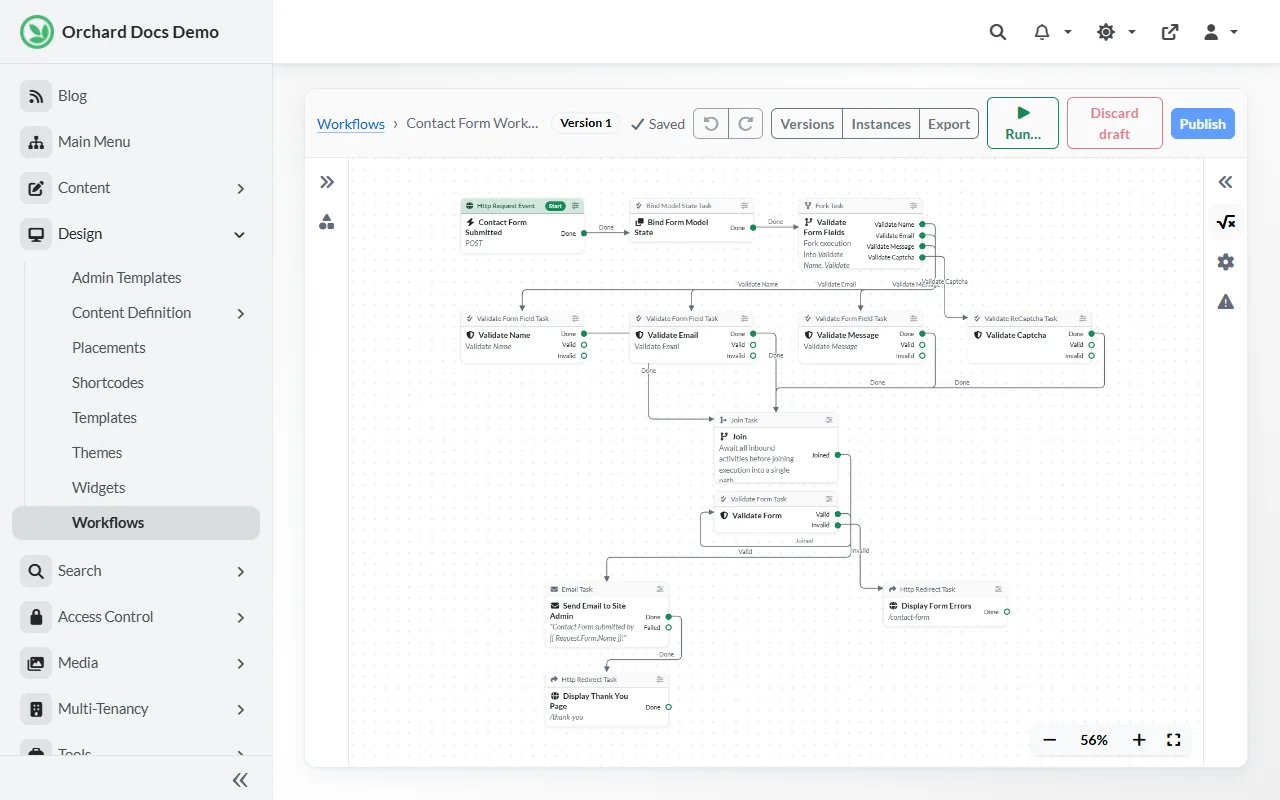 Orchard Docs Demo
Blog
Main Menu
Content
Design
Admin Templates
Content Definition
Placements
Shortcodes
Templates
Themes
Widgets
Workflows
Search
Access Control
Media
Multi-Tenancy
Tools
Workflows › Contact Form Work...
Version 1
Saved
Versions
Instances
Export
Run...
Discard
draft
Publish
Http Request Event
Start
Contact Form
Submitted
POST
Done
Done
Bind Model State Task
Bind Form Model
State
Done
Done
Fork Task
Validate
Form Fields
Fork execution
into Validate
Name, Validate
Validate Name
Validate Email
Validate Message
Validate Captcha
Validate Name
Validate Email
Validate Captcha
Validate Form Field Task
Validate Name
Validate Name
Done
Valid
Invalid
Validate Form Field Task
Validate Email
Validate Email
Done
Valid
Invalid
Validate Form Field Task
Validate Message
Validate Message
Done
Valid
Invalid
Validate ReCaptcha Task
Validate Captcha
Done
Valid
Invalid
Done
Done
Done
Done
Join Task
Join
Await all inbound
activities before joining
execution into a single
path
Joined
Validate Form Task
Validate Form
Valid
Invalid
Joined
Valid
Invalid
Email Task
Send Email to Site
Admin
"Contact Form submitted by
{{ Request.Form.Name }}!"
Done
Failed
Done
Http Redirect Task
Display Form Errors
/contact-form
Done
Http Redirect Task
Display Thank You
Page
/thank-you
Done
56%